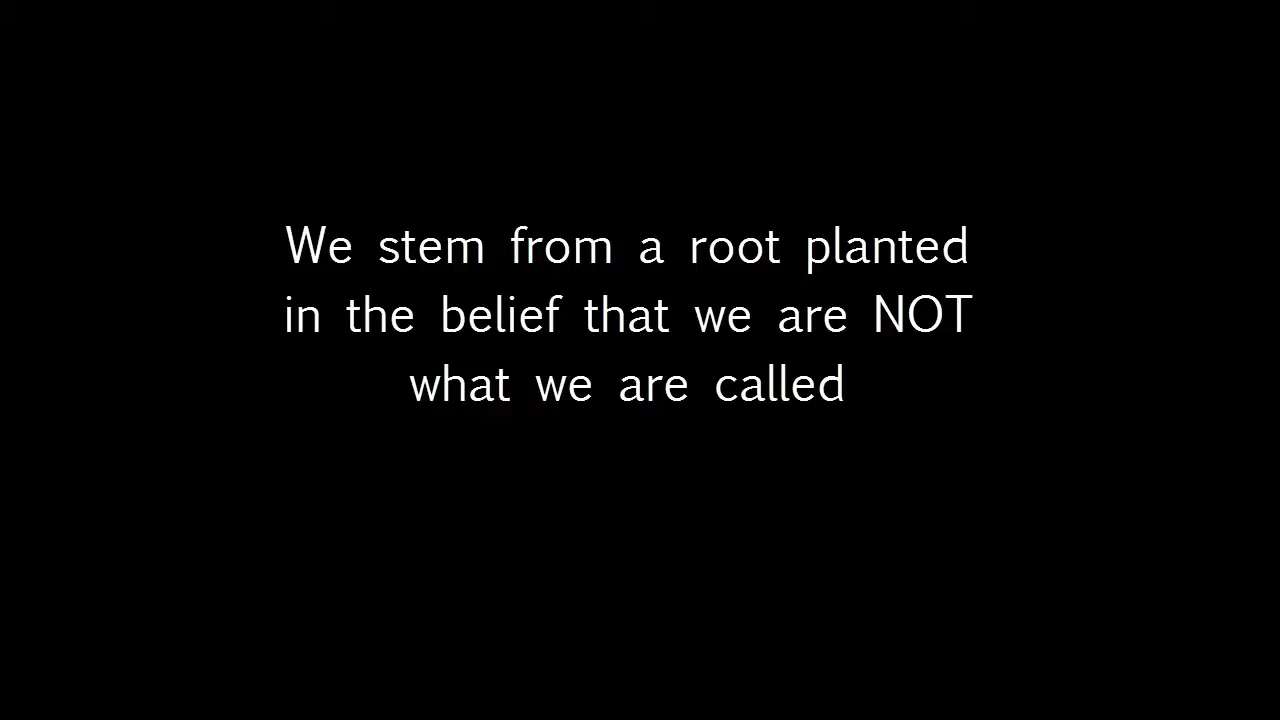 We stem from a root planted
in the belief that we are NOT
what we are called